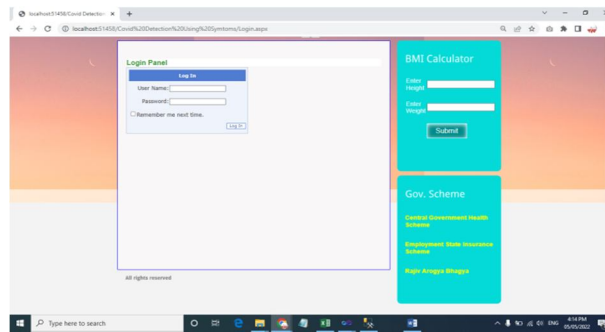 localhost:51458/Covid Detection
localhost:51458/Covid%20Detection%20Using%20Symtoms/Login.aspx
Login Panel
Log In
User Name:
Password:
Remember me next time.
Log In
All rights reserved
BMI Calculator
Enter
Height
Enter
Weight
Submit
Gov. Scheme
Central Government Health
Scheme
Employment State Insurance
Scheme
Rajiv Arogya Bhagya
Type here to search
ENG
4:14 PM
05/05/2022